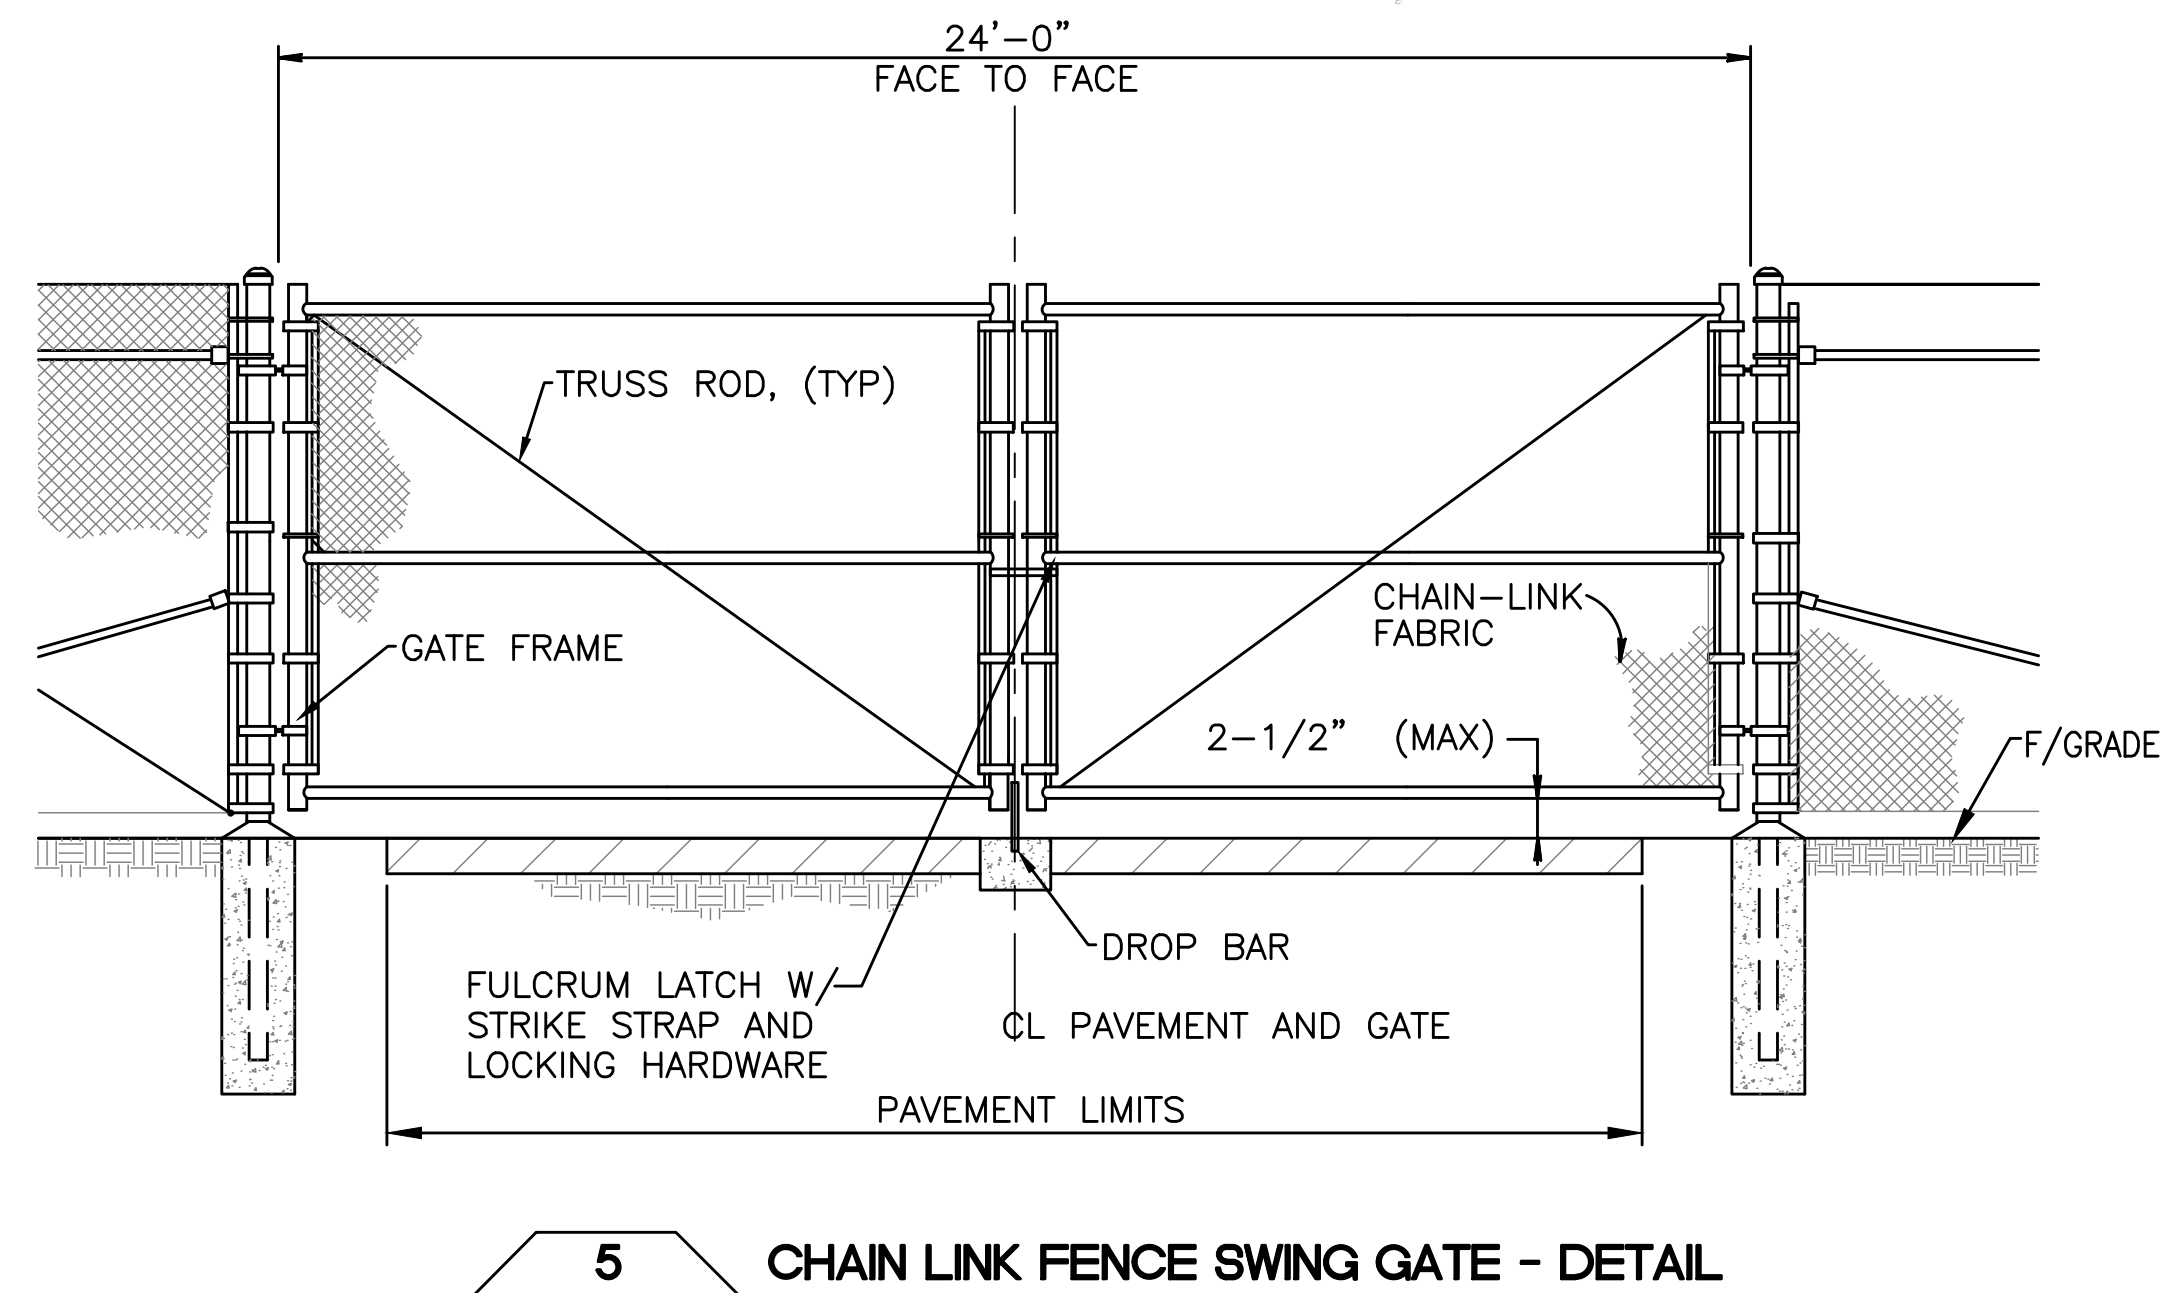 24'-0"
FACE TO FACE
TRUSS ROD, (TYP)
CHAIN-LINK
FABRIC
GATE FRAME
2-1/2" (MAX)
F/GRADE
DROP BAR
FULCRUM LATCH W/
STRIKE STRAP AND
LOCKING HARDWARE
CL PAVEMENT AND GATE
PAVEMENT LIMITS
5
CHAIN LINK FENCE SWING GATE - DETAIL